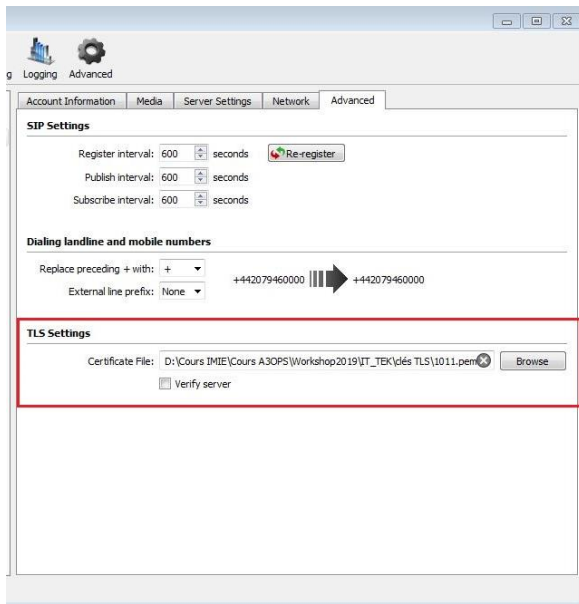 g Logging Advanced
Account Information Media Server Settings Network Advanced
SIP Settings
Register interval: 600 seconds Re-register
Publish interval: 600 seconds
Subscribe interval: 600 seconds
Dialing landline and mobile numbers
Replace preceding + with: +
External line prefix: None
+442079460000 +442079460000
TLS Settings
Certificate File: D:\Cours IMIE\Cours A3OPS\Workshop2019\IT_TEK\clés TLS\1011.pem Browse
Verify server